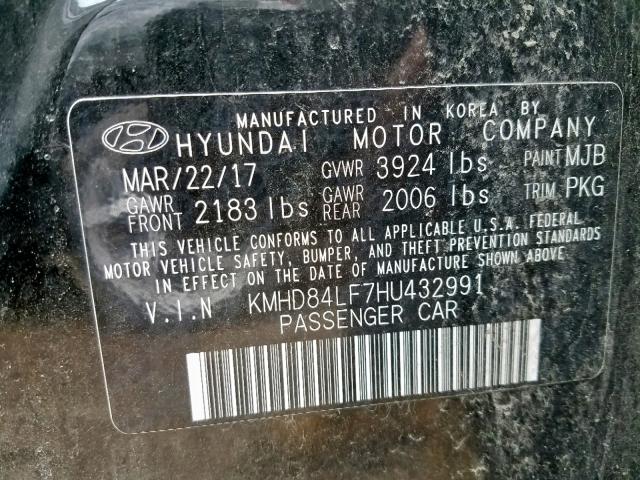 MANUFACTURED IN KOREA BY
HYUNDAI MOTOR COMPANY
MAR/22/17 GVWR 3924 lbs PAINT MJB
GAWR FRONT 2183 lbs GAWR REAR 2006 lbs TRIM PKG
THIS VEHICLE CONFORMS TO ALL APPLICABLE U.S.A. FEDERAL
MOTOR VEHICLE SAFETY, BUMPER, AND THEFT PREVENTION STANDARDS
IN EFFECT ON THE DATE OF MANUFACTURE SHOWN ABOVE
V.I.N KMHD84LF7HU432991
PASSENGER CAR